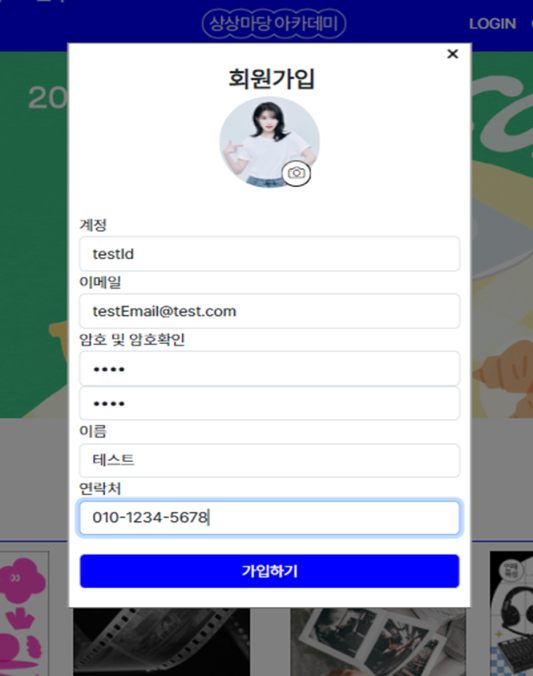 상상마당 아카데미
LOGIN
20
회원가입
계정
testId
이메일
testEmail@test.com
암호 및 암호확인
••••
••••
이름
테스트
연락처
010-1234-5678
가입하기